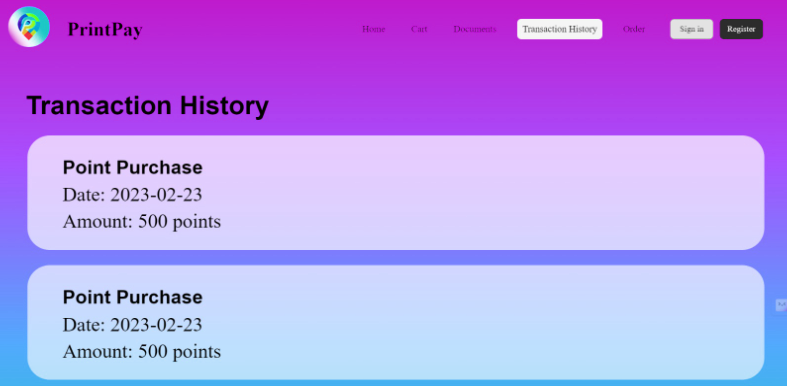 PrintPay
Home Cart Documents Transaction History Order Sign in Register
Transaction History
Point Purchase
Date: 2023-02-23
Amount: 500 points
Point Purchase
Date: 2023-02-23
Amount: 500 points